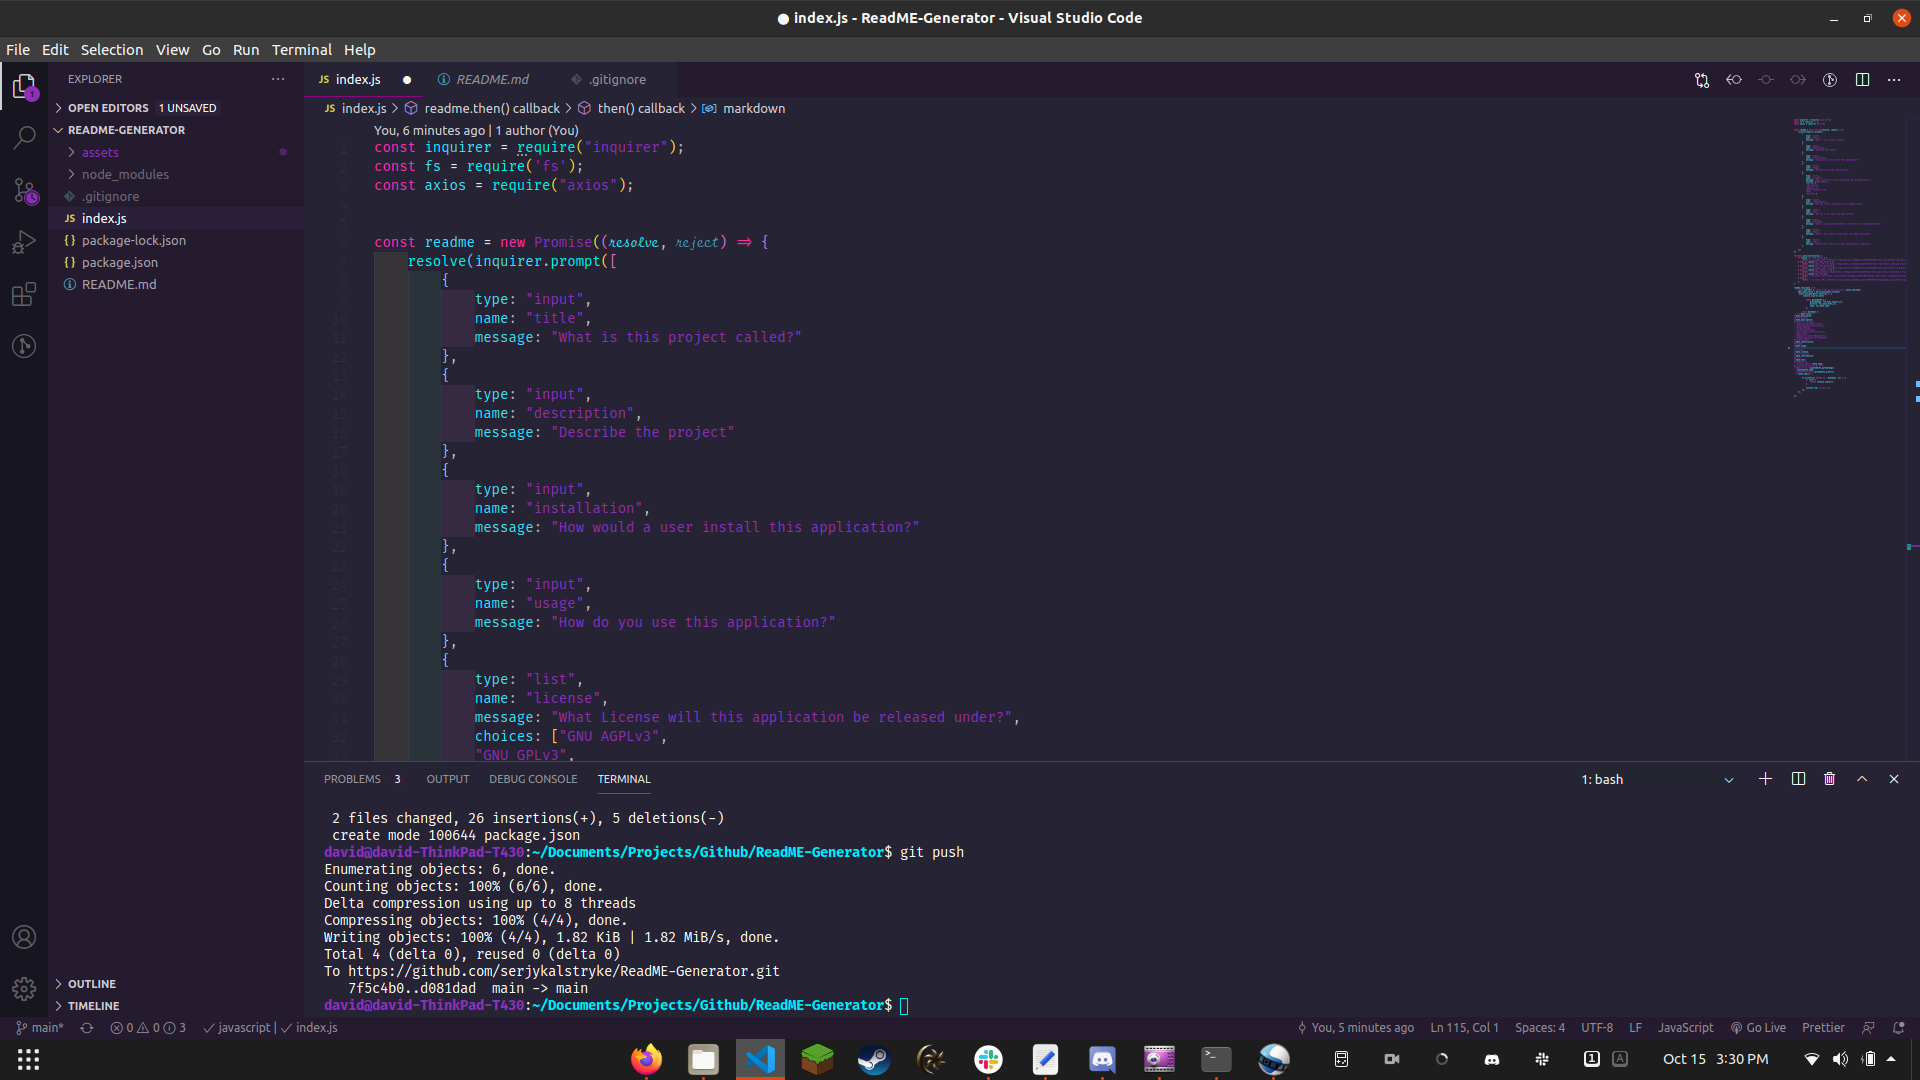 ● index.js - ReadME-Generator - Visual Studio Code
File Edit Selection View Go Run Terminal Help
EXPLORER
OPEN EDITORS 1 UNSAVED
README-GENERATOR
assets
node_modules
.gitignore
JS index.js
{} package-lock.json
{} package.json
README.md
OUTLINE
TIMELINE
JS index.js ● README.md .gitignore
JS index.js > readme.then() callback > then() callback > markdown
You, 6 minutes ago | 1 author (You)
const inquirer = require("inquirer");
const fs = require('fs');
const axios = require("axios");
const readme = new Promise((resolve, reject) => {
resolve(inquirer.prompt([
{
type: "input",
name: "title",
message: "What is this project called?"
},
{
type: "input",
name: "description",
message: "Describe the project"
},
{
type: "input",
name: "installation",
message: "How would a user install this application?"
},
{
type: "input",
name: "usage",
message: "How do you use this application?"
},
{
type: "list",
name: "license",
message: "What License will this application be released under?",
choices: ["GNU AGPLv3",
"GNU GPLv3",
PROBLEMS 3 OUTPUT DEBUG CONSOLE TERMINAL 1: bash
2 files changed, 26 insertions(+), 5 deletions(-)
create mode 100644 package.json
david@david-ThinkPad-T430:~/Documents/Projects/Github/ReadME-Generator$ git push
Enumerating objects: 6, done.
Counting objects: 100% (6/6), done.
Delta compression using up to 8 threads
Compressing objects: 100% (4/4), done.
Writing objects: 100% (4/4), 1.82 KiB | 1.82 MiB/s, done.
Total 4 (delta 0), reused 0 (delta 0)
To https://github.com/serjykalstryke/ReadME-Generator.git
7f5c4b0..d081dad main -> main
david@david-ThinkPad-T430:~/Documents/Projects/Github/ReadME-Generator$
main* 0 0 3 javascript | index.js You, 5 minutes ago Ln 115, Col 1 Spaces: 4 UTF-8 LF JavaScript Go Live Prettier
1 A Oct 15 3:30 PM